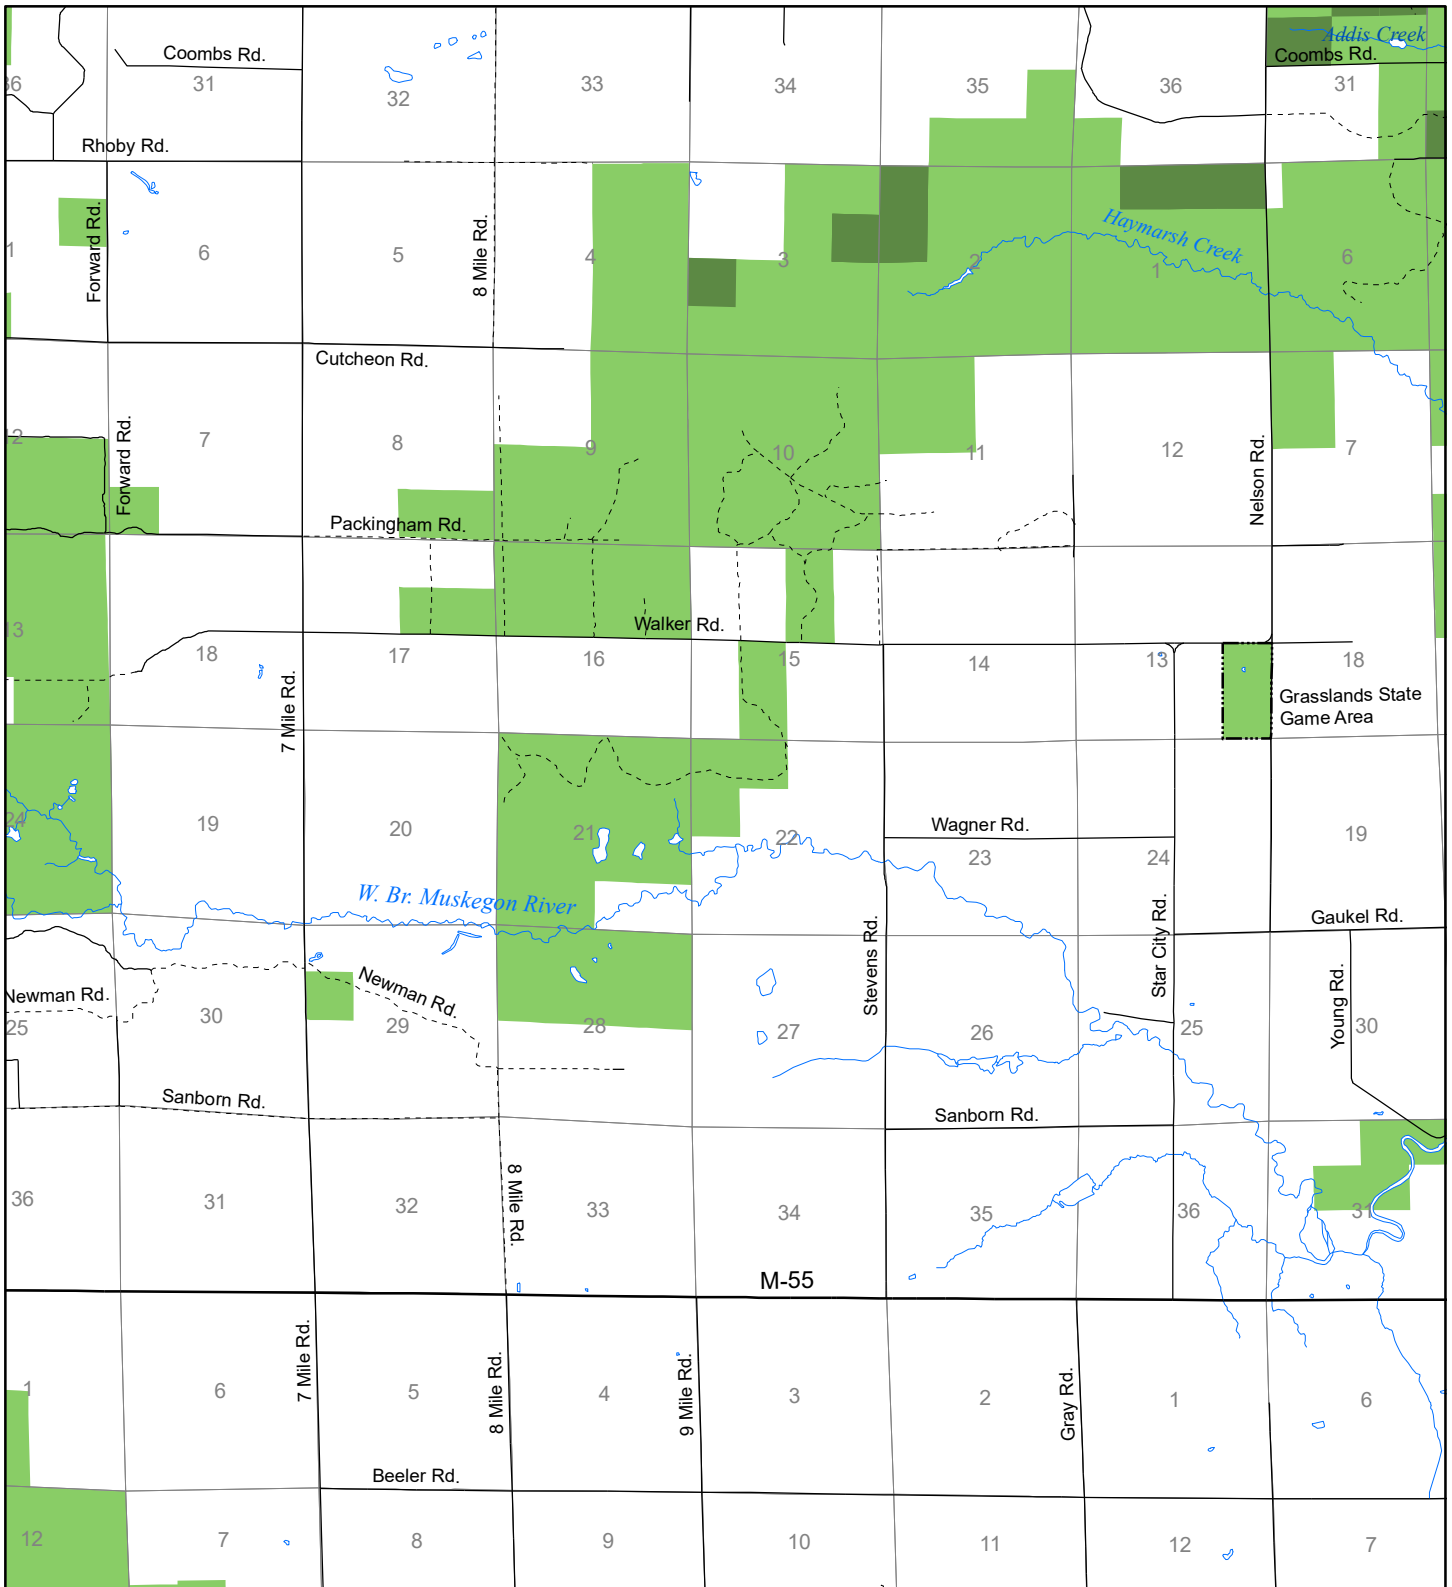 Addis Creek
Coombs Rd.
Coombs Rd.
36
31
32
33
34
35
36
31
Rhoby Rd.
Forward Rd.
8 Mile Rd.
Haymarsh Creek
1
6
5
4
3
2
1
6
Cutcheon Rd.
Forward Rd.
Nelson Rd.
12
7
8
9
10
11
12
7
Packingham Rd.
Walker Rd.
13
18
17
16
15
14
13
18
7 Mile Rd.
Grasslands State
Game Area
24
19
20
21
22
Wagner Rd.
23
24
19
W. Br. Muskegon River
Stevens Rd.
Star City Rd.
Gaukel Rd.
Newman Rd.
Newman Rd.
Young Rd.
25
30
29
28
27
26
25
30
Sanborn Rd.
Sanborn Rd.
8 Mile Rd.
36
31
32
33
34
35
36
31
M-55
7 Mile Rd.
8 Mile Rd.
9 Mile Rd.
Gray Rd.
1
6
5
4
3
2
1
6
Beeler Rd.
12
7
8
9
10
11
12
7